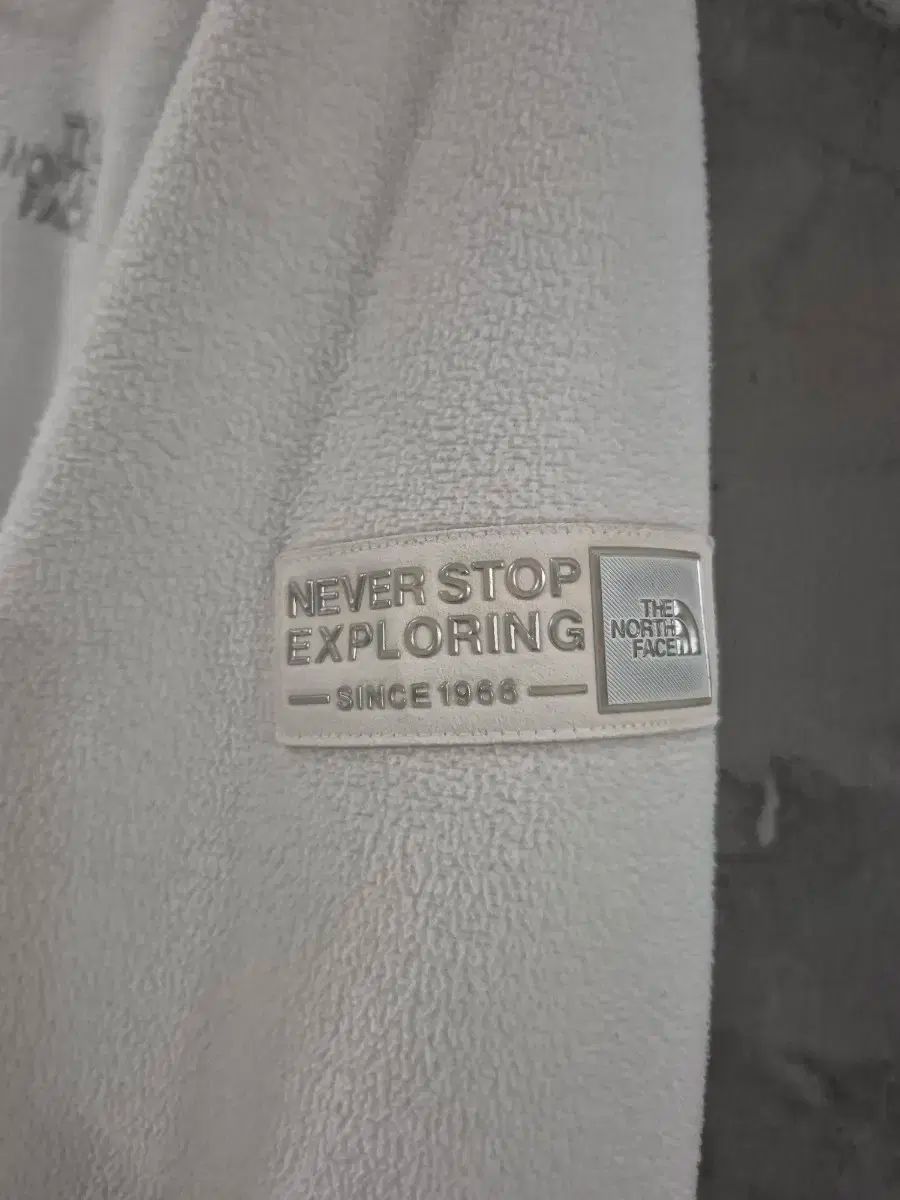 NEVER STOP
EXPLORING
SINCE 1966
THE
NORTH
FACE